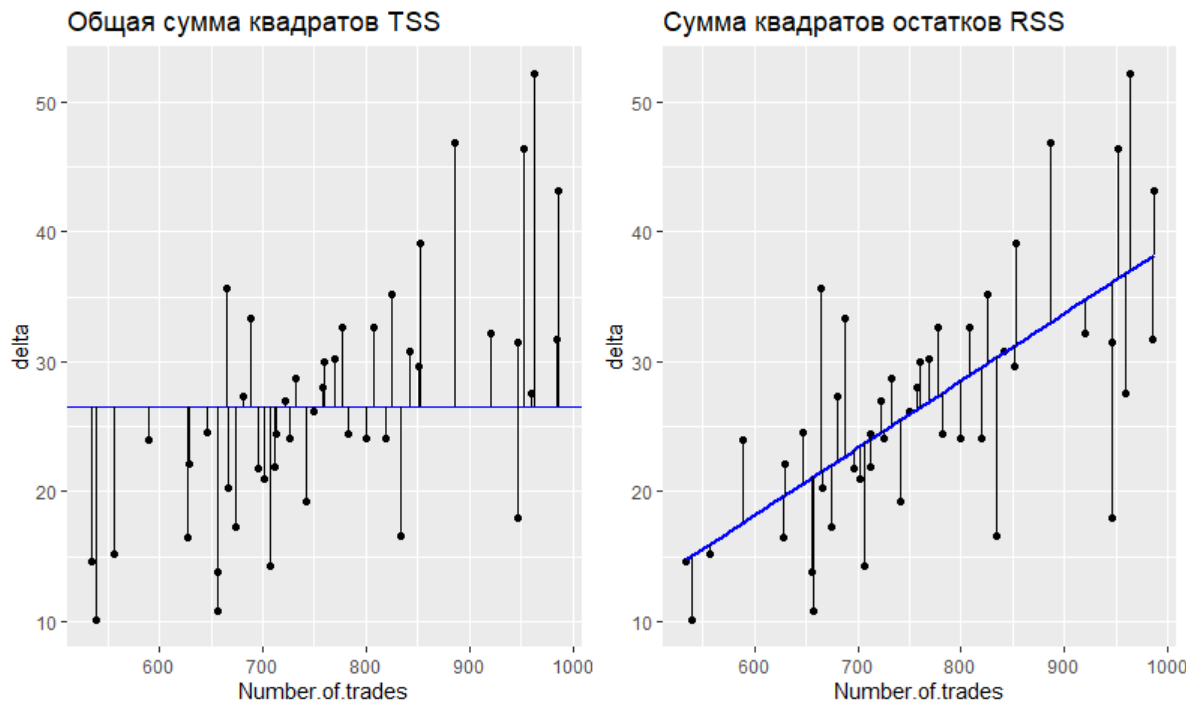 Общая сумма квадратов TSS
50
40
30
20
10
delta
600 700 800 900 1000
Number.of.trades
Сумма квадратов остатков RSS
50
40
30
20
10
delta
600 700 800 900 1000
Number.of.trades